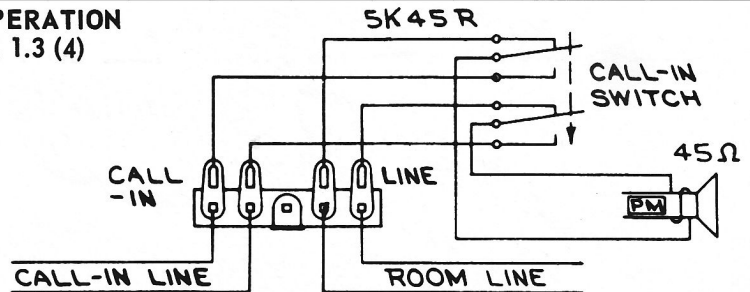 PERATION
1.3 (4)
5K45R
CALL-IN
SWITCH
45Ω
CALL
-IN
LINE
PM
CALL-IN LINE
ROOM LINE